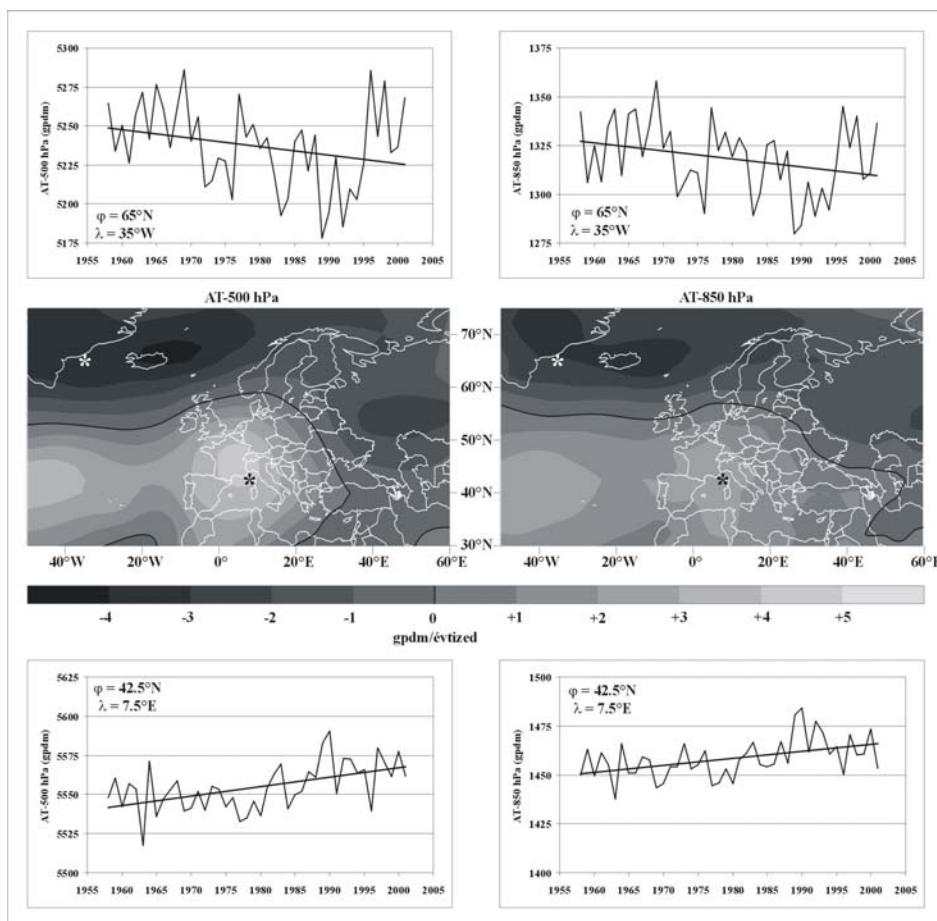 5300
5275
5250
5225
5200
5175
AT-500 hPa (gpdm)
φ = 65°N
λ = 35°W
1955 1960 1965 1970 1975 1980 1985 1990 1995 2000 2005
1375
1350
1325
1300
1275
AT-850 hPa (gpdm)
φ = 65°N
λ = 35°W
1955 1960 1965 1970 1975 1980 1985 1990 1995 2000 2005
AT-500 hPa
AT-850 hPa
70°N
60°N
50°N
40°N
30°N
40°W 20°W 0° 20°E 40°E 60°E
40°W 20°W 0° 20°E 40°E 60°E
-4 -3 -2 -1 0 +1 +2 +3 +4 +5
gpdm/évtized
5625
5600
5575
5550
5525
5500
AT-500 hPa (gpdm)
φ = 42.5°N
λ = 7.5°E
1955 1960 1965 1970 1975 1980 1985 1990 1995 2000 2005
1500
1475
1450
1425
1400
AT-850 hPa (gpdm)
φ = 42.5°N
λ = 7.5°E
1955 1960 1965 1970 1975 1980 1985 1990 1995 2000 2005